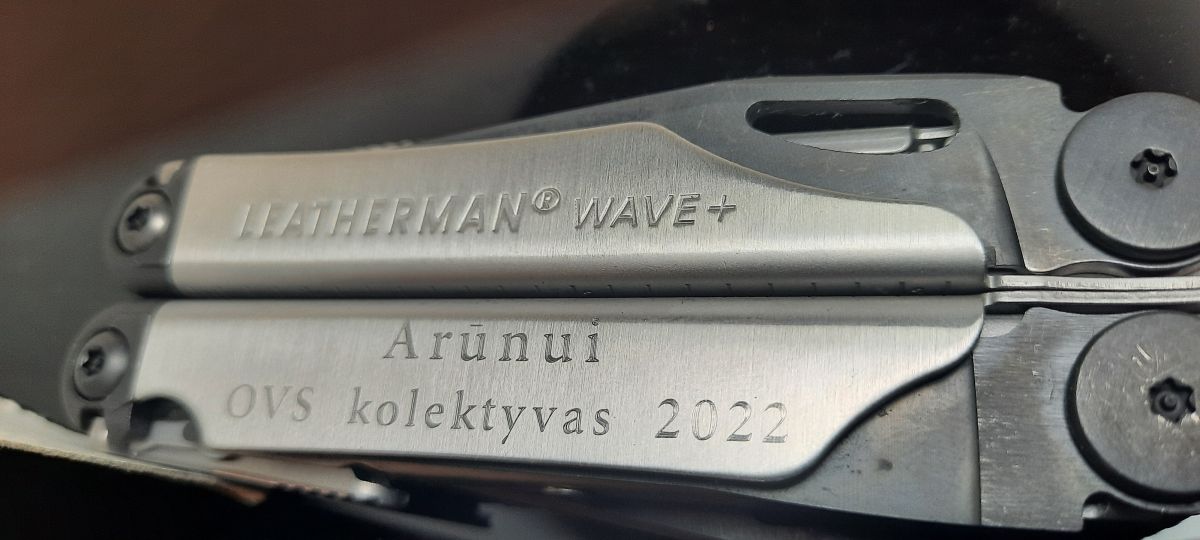 LEATHERMAN® WAVE+
Arūnui
OVS kolektyvas 2022